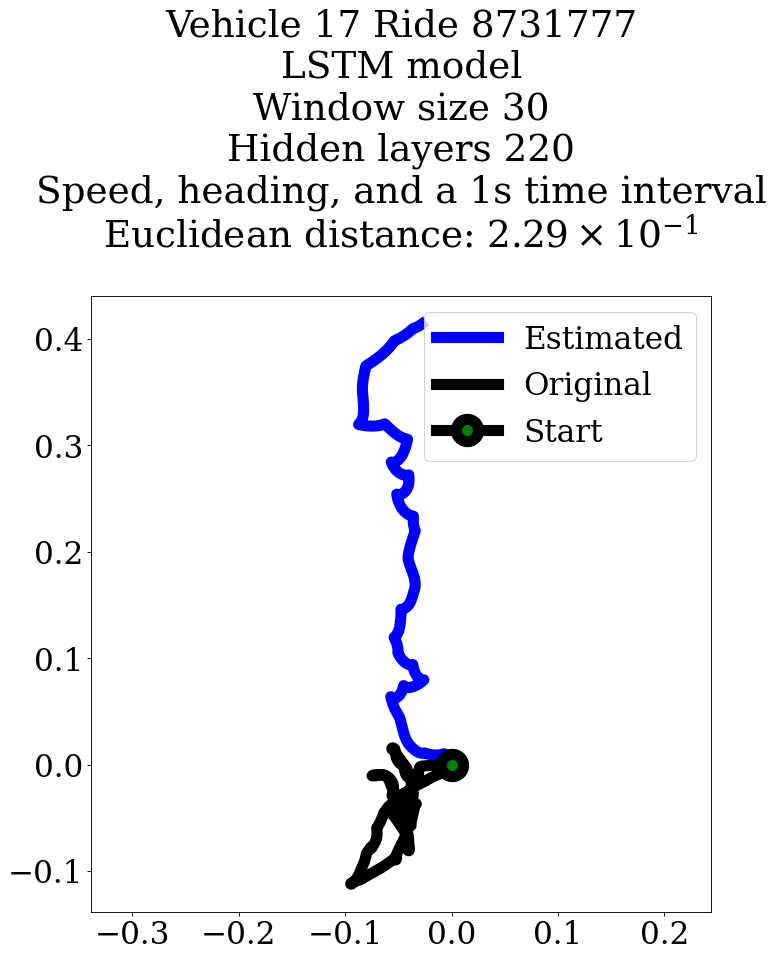 Vehicle 17 Ride 8731777
LSTM model
Window size 30
Hidden layers 220
Speed, heading, and a 1s time interval
Euclidean distance: 2.29 × 10⁻¹
Estimated
Original
Start
0.4
0.3
0.2
0.1
0.0
−0.1
−0.3 −0.2 −0.1 0.0 0.1 0.2